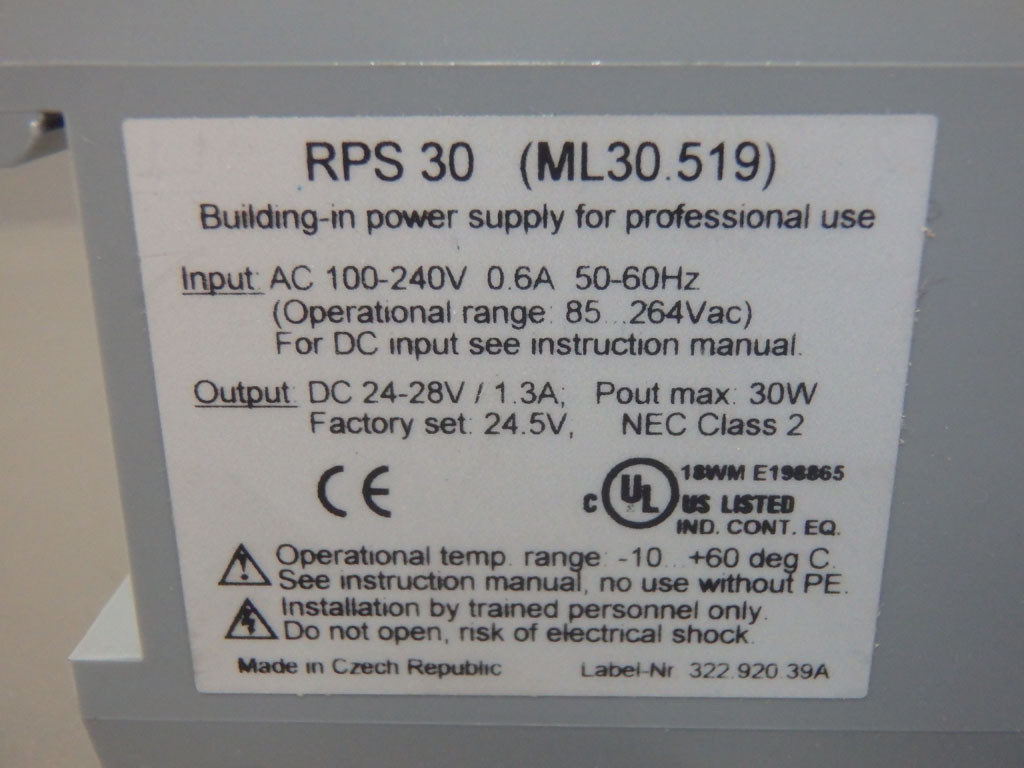 RPS 30 (ML30.519)
Building-in power supply for professional use
Input: AC 100-240V 0.6A 50-60Hz
(Operational range: 85...264Vac)
For DC input see instruction manual.
Output: DC 24-28V / 1.3A; Pout max: 30W
Factory set: 24.5V, NEC Class 2
CE
c UL US LISTED 18WM E198865
IND. CONT. EQ.
Operational temp. range: -10...+60 deg C.
See instruction manual, no use without PE.
Installation by trained personnel only.
Do not open, risk of electrical shock.
Made in Czech Republic Label-Nr 322.920.39A